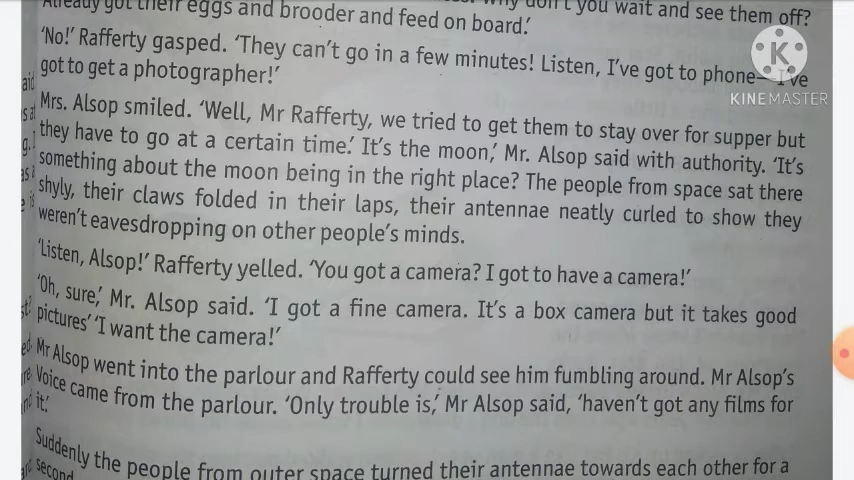 Already got their eggs and brooder and feed on board.' Why don't you wait and see them off?
'No!' Rafferty gasped. 'They can't go in a few minutes! Listen, I've got to phone—I've
got to get a photographer!'
Mrs. Alsop smiled. 'Well, Mr Rafferty, we tried to get them to stay over for supper but
they have to go at a certain time.' It's the moon,' Mr. Alsop said with authority. 'It's
something about the moon being in the right place? The people from space sat there
shyly, their claws folded in their laps, their antennae neatly curled to show they
weren't eavesdropping on other people's minds.
'Listen, Alsop!' Rafferty yelled. 'You got a camera? I got to have a camera!'
'Oh, sure,' Mr. Alsop said. 'I got a fine camera. It's a box camera but it takes good
pictures' 'I want the camera!'
Mr Alsop went into the parlour and Rafferty could see him fumbling around. Mr Alsop's
Voice came from the parlour. 'Only trouble is,' Mr Alsop said, 'haven't got any films for
it.'
Suddenly the people from outer space turned their antennae towards each other for a
second
KINEMASTER